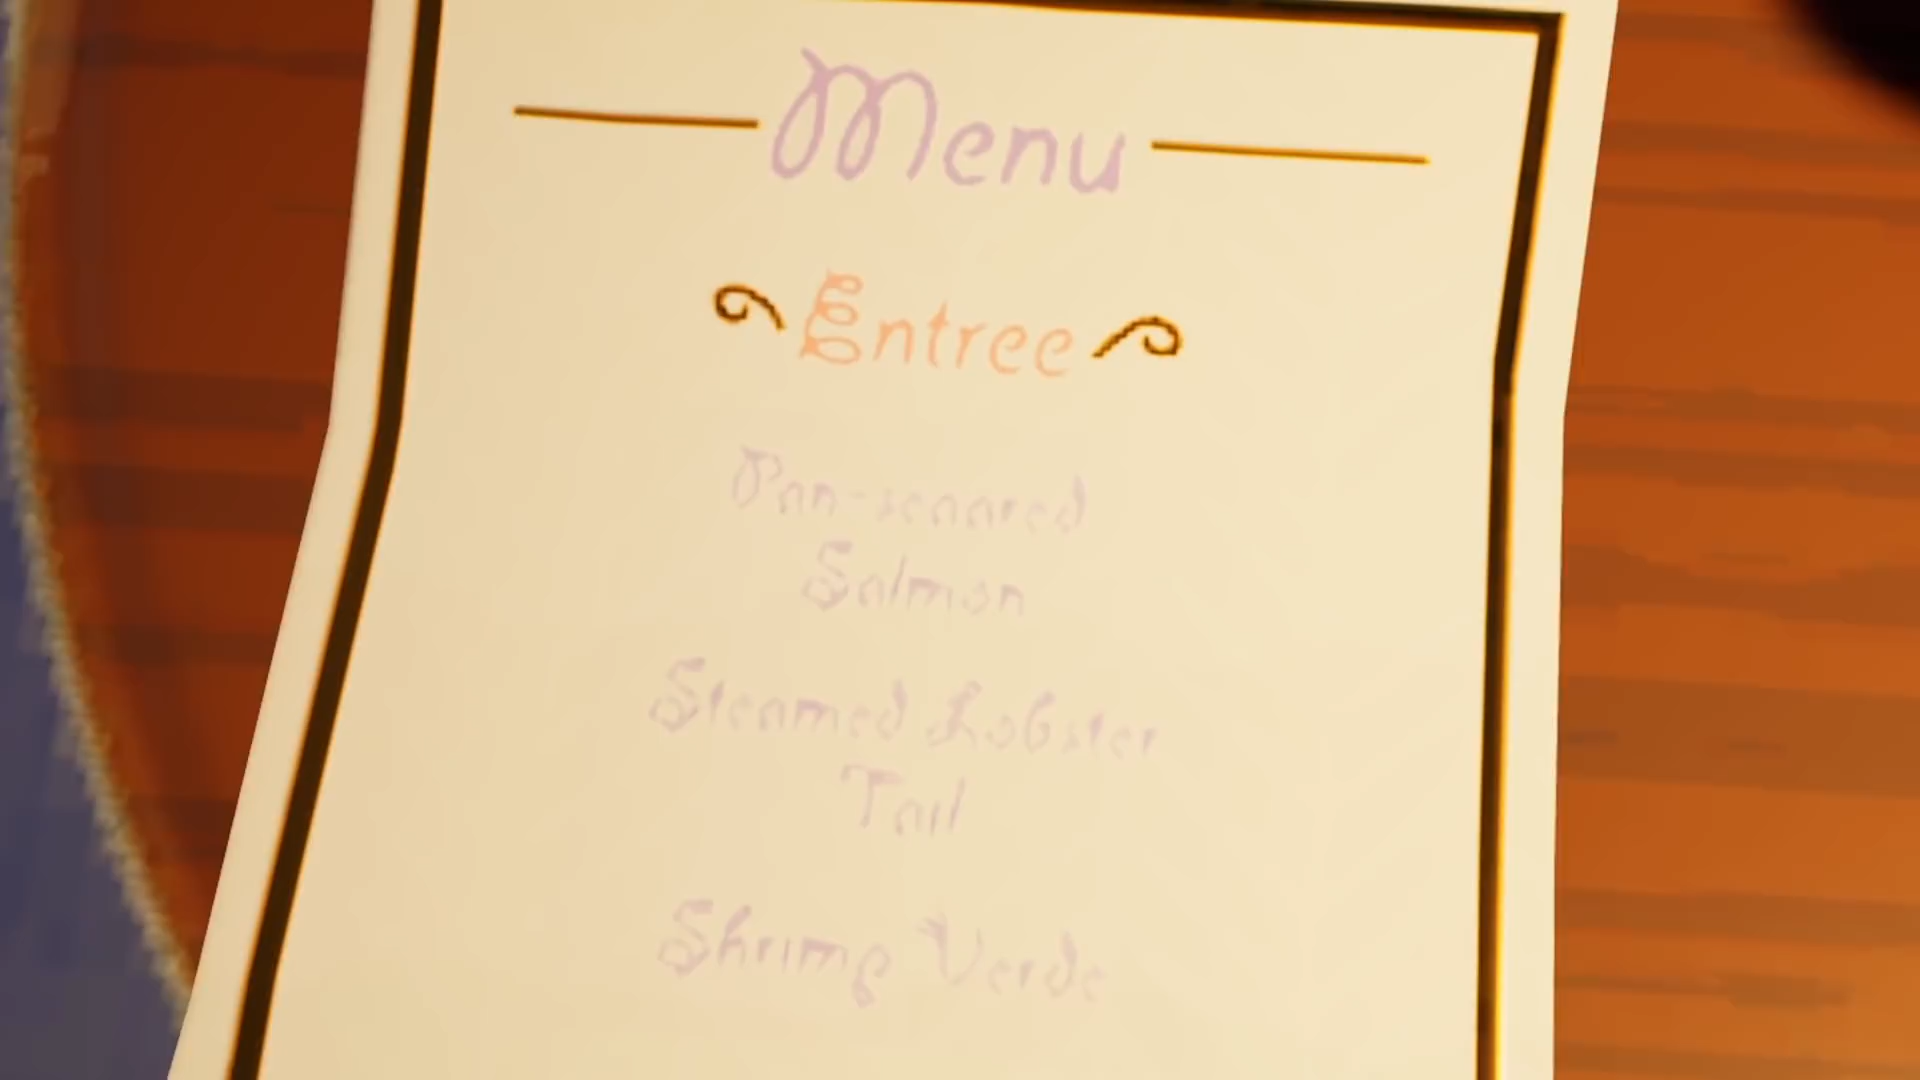 Menu
Entree
Pan-seared
Salmon
Steamed Lobster
Tail
Shrimp Verde